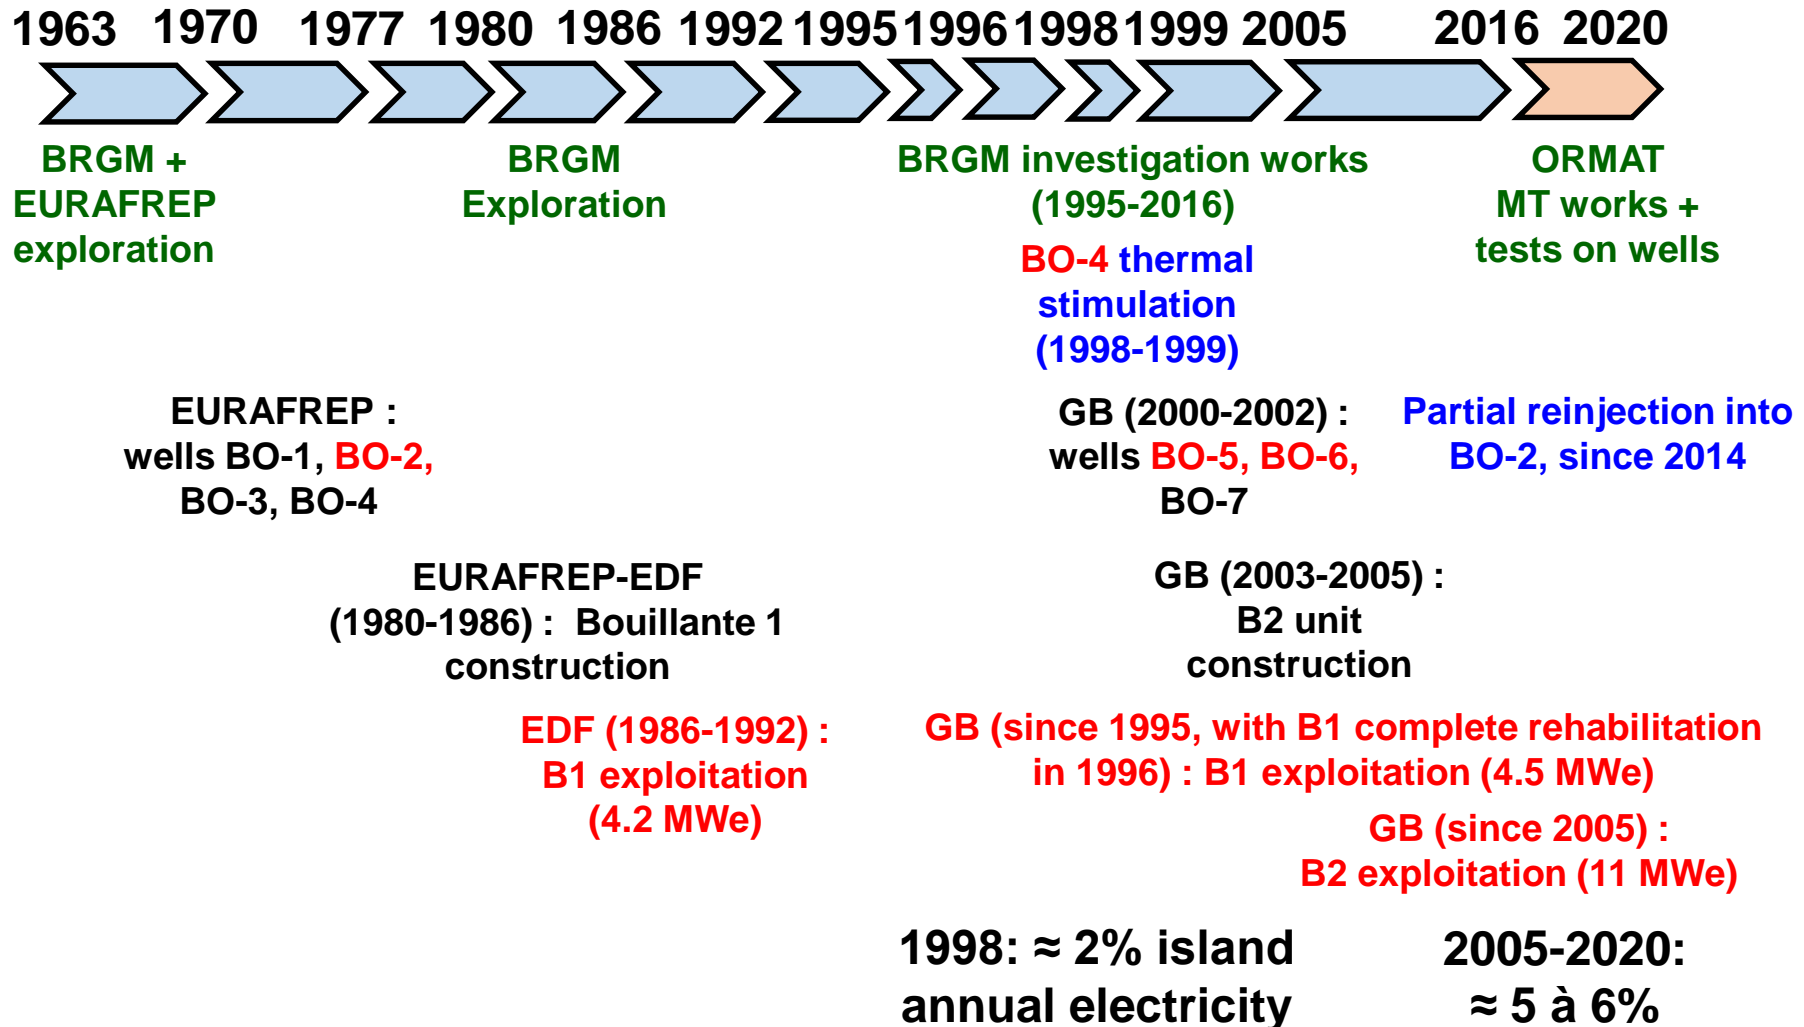 1963 1970 1977 1980 1986 1992 1995 1996 1998 1999 2005 2016 2020
BRGM +
EURAFREP
exploration
BRGM
Exploration
BRGM investigation works
(1995-2016)
BO-4 thermal
stimulation
(1998-1999)
ORMAT
MT works +
tests on wells
EURAFREP :
wells BO-1, BO-2,
BO-3, BO-4
GB (2000-2002) :
wells BO-5, BO-6,
BO-7
Partial reinjection into
BO-2, since 2014
EURAFREP-EDF
(1980-1986) : Bouillante 1
construction
GB (2003-2005) :
B2 unit
construction
EDF (1986-1992) :
B1 exploitation
(4.2 MWe)
GB (since 1995, with B1 complete rehabilitation
in 1996) : B1 exploitation (4.5 MWe)
GB (since 2005) :
B2 exploitation (11 MWe)
1998: ≈ 2% island
annual electricity
2005-2020:
≈ 5 à 6%